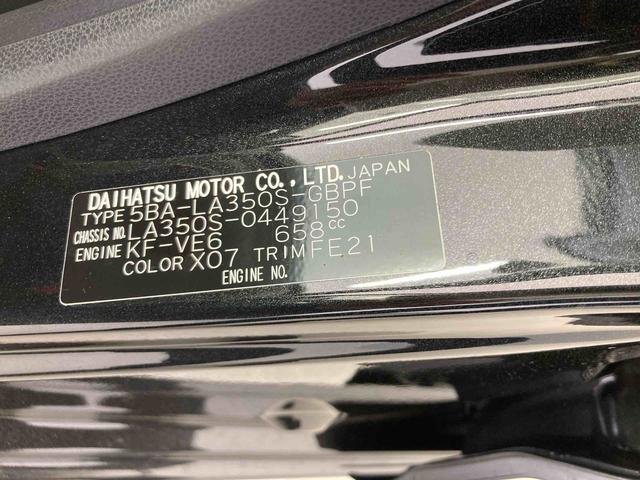 DAIHATSU MOTOR CO., LTD. JAPAN
TYPE 5BA-LA350S-GBPF
CHASSIS NO. LA350S-0449150
ENGINE KF-VE6 658cc
COLOR X07 TRIM FE21
ENGINE NO.